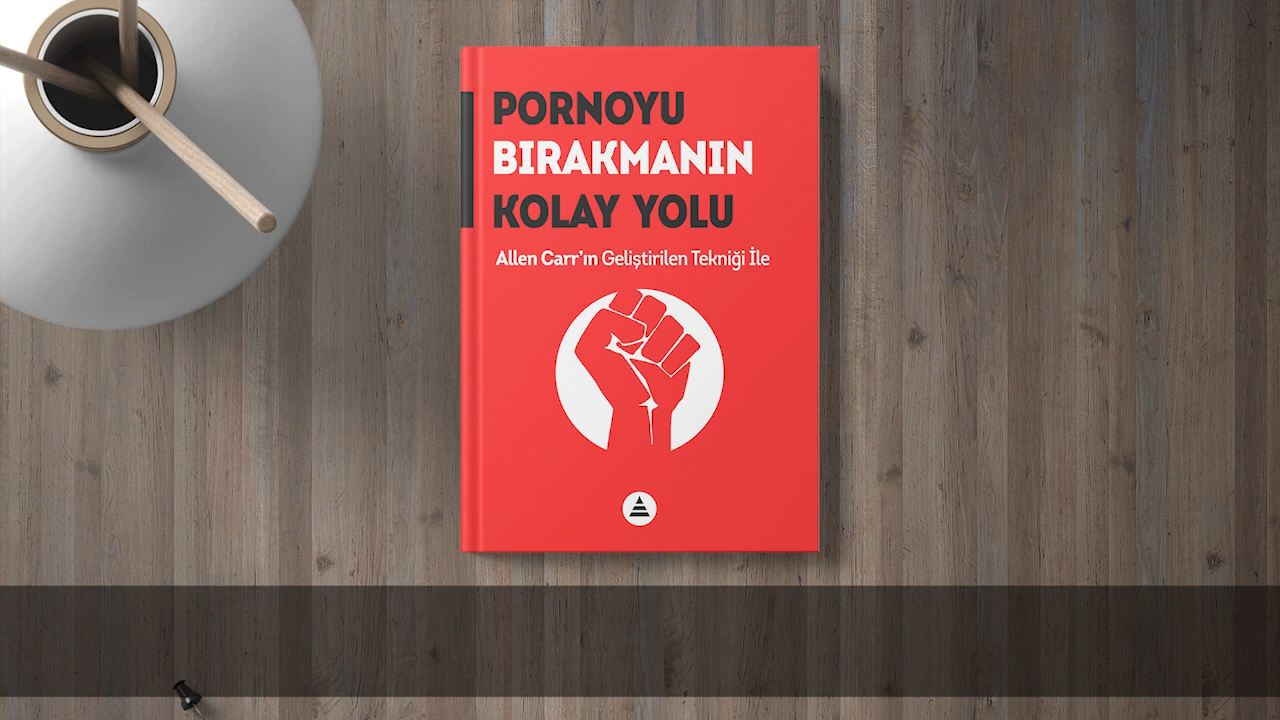 PORNOYU
BIRAKMANIN
KOLAY YOLU
Allen Carr'ın Geliştirilen Tekniği İle